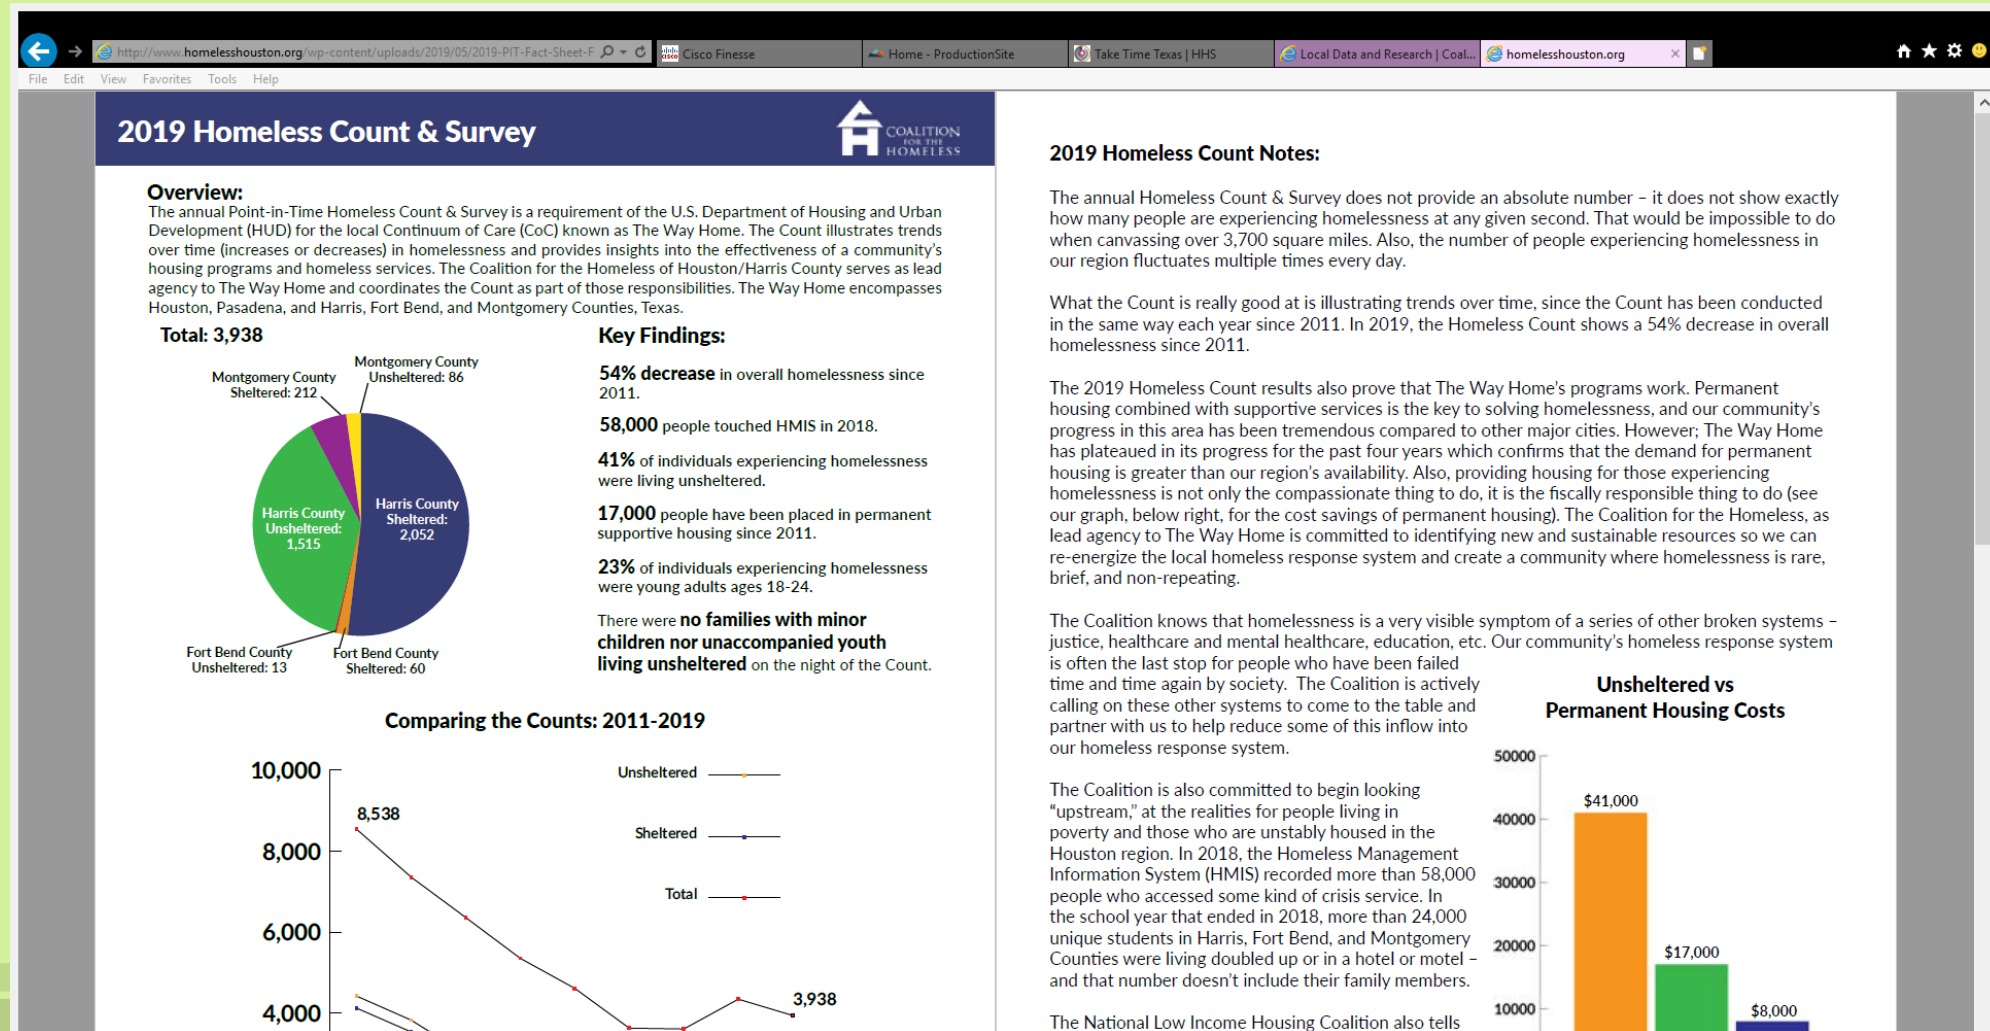 http://www.homelesshouston.org/wp-content/uploads/2019/05/2019-PIT-Fact-Sheet-F
Cisco Finesse
Home - ProductionSite
Take Time Texas | HHS
Local Data and Research | Coal...
homelesshouston.org
File Edit View Favorites Tools Help
2019 Homeless Count & Survey
COALITION
FOR THE
HOMELESS
Overview:
The annual Point-in-Time Homeless Count & Survey is a requirement of the U.S. Department of Housing and Urban
Development (HUD) for the local Continuum of Care (CoC) known as The Way Home. The Count illustrates trends
over time (increases or decreases) in homelessness and provides insights into the effectiveness of a community's
housing programs and homeless services. The Coalition for the Homeless of Houston/Harris County serves as lead
agency to The Way Home and coordinates the Count as part of those responsibilities. The Way Home encompasses
Houston, Pasadena, and Harris, Fort Bend, and Montgomery Counties, Texas.
Total: 3,938
Montgomery County
Unsheltered: 86
Montgomery County
Sheltered: 212
Harris County
Sheltered:
2,052
Harris County
Unsheltered:
1,515
Fort Bend County
Unsheltered: 13
Fort Bend County
Sheltered: 60
Key Findings:
54% decrease in overall homelessness since
2011.
58,000 people touched HMIS in 2018.
41% of individuals experiencing homelessness
were living unsheltered.
17,000 people have been placed in permanent
supportive housing since 2011.
23% of individuals experiencing homelessness
were young adults ages 18-24.
There were no families with minor
children nor unaccompanied youth
living unsheltered on the night of the Count.
Comparing the Counts: 2011-2019
10,000
8,000
6,000
4,000
8,538
3,938
Unsheltered
Sheltered
Total
2019 Homeless Count Notes:
The annual Homeless Count & Survey does not provide an absolute number – it does not show exactly
how many people are experiencing homelessness at any given second. That would be impossible to do
when canvassing over 3,700 square miles. Also, the number of people experiencing homelessness in
our region fluctuates multiple times every day.
What the Count is really good at is illustrating trends over time, since the Count has been conducted
in the same way each year since 2011. In 2019, the Homeless Count shows a 54% decrease in overall
homelessness since 2011.
The 2019 Homeless Count results also prove that The Way Home's programs work. Permanent
housing combined with supportive services is the key to solving homelessness, and our community's
progress in this area has been tremendous compared to other major cities. However; The Way Home
has plateaued in its progress for the past four years which confirms that the demand for permanent
housing is greater than our region's availability. Also, providing housing for those experiencing
homelessness is not only the compassionate thing to do, it is the fiscally responsible thing to do (see
our graph, below right, for the cost savings of permanent housing). The Coalition for the Homeless, as
lead agency to The Way Home is committed to identifying new and sustainable resources so we can
re-energize the local homeless response system and create a community where homelessness is rare,
brief, and non-repeating.
The Coalition knows that homelessness is a very visible symptom of a series of other broken systems –
justice, healthcare and mental healthcare, education, etc. Our community's homeless response system
is often the last stop for people who have been failed
time and time again by society.  The Coalition is actively
calling on these other systems to come to the table and
partner with us to help reduce some of this inflow into
our homeless response system.
The Coalition is also committed to begin looking
"upstream," at the realities for people living in
poverty and those who are unstably housed in the
Houston region. In 2018, the Homeless Management
Information System (HMIS) recorded more than 58,000
people who accessed some kind of crisis service. In
the school year that ended in 2018, more than 24,000
unique students in Harris, Fort Bend, and Montgomery
Counties were living doubled up or in a hotel or motel –
and that number doesn't include their family members.
The National Low Income Housing Coalition also tells
Unsheltered vs
Permanent Housing Costs
50000
40000
30000
20000
10000
$41,000
$17,000
$8,000